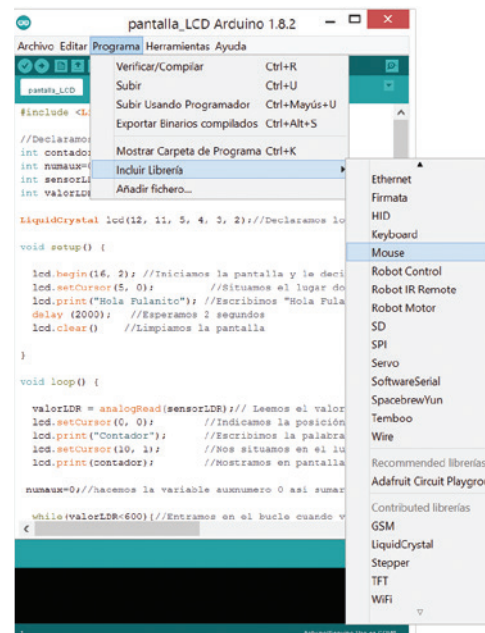 pantalla_LCD Arduino 1.8.2
Archivo Editar Programa Herramientas Ayuda
Verificar/Compilar Ctrl+R
Subir Ctrl+U
Subir Usando Programador Ctrl+Mayús+U
Exportar Binarios compilados Ctrl+Alt+S
Mostrar Carpeta de Programa Ctrl+K
Incluir Librería
Añadir fichero...
pantalla_LCD
#include <Li
//Declaramos
int contador
int numaux=0
int sensorLD
int valorLDR
LiquidCrystal lcd(12, 11, 5, 4, 3, 2);//Declaramos lo
void setup() {
lcd.begin(16, 2); //Iniciamos la pantalla y le deci
lcd.setCursor(5, 0); //Situamos el lugar do
lcd.print("Hola Fulanito"); //Escribimos "Hola Fula
delay (2000); //Esperamos 2 segundos
lcd.clear() //Limpiamos la pantalla
}
void loop() {
valorLDR = analogRead(sensorLDR);// Leemos el valor
lcd.setCursor(0, 0); //Indicamos la posición
lcd.print("Contador"); //Escribimos la palabra
lcd.setCursor(10, 1); //Nos situamos en el lu
lcd.print(contador); //Mostramos en pantalla
numaux=0;//hacemos la variable auxnumero 0 asi sumar
while(valorLDR<600){//Entramos en el bucle cuando v
Ethernet
Firmata
HID
Keyboard
Mouse
Robot Control
Robot IR Remote
Robot Motor
SD
SPI
Servo
SoftwareSerial
SpacebrewYun
Temboo
Wire
Recommended librerías
Adafruit Circuit Playgrou
Contributed librerías
GSM
LiquidCrystal
Stepper
TFT
WiFi